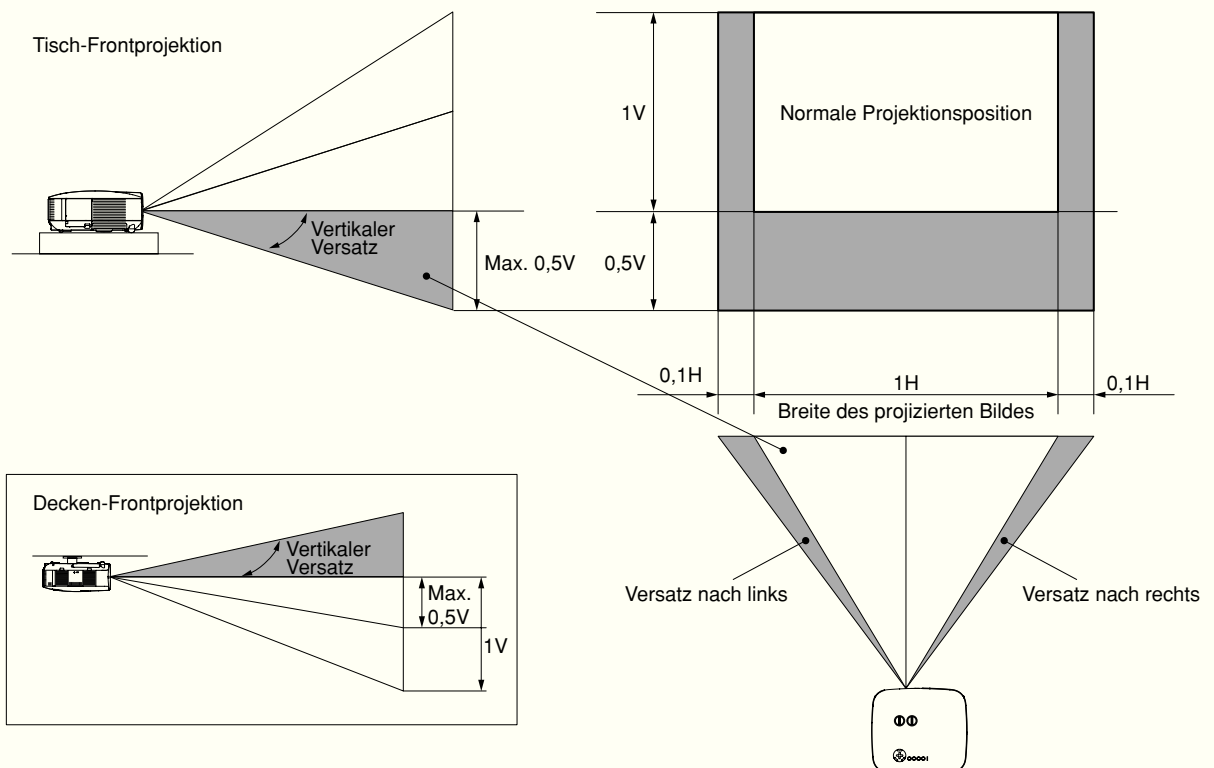 Tisch-Frontprojektion
Vertikaler
Versatz
Max. 0,5V
1V
0,5V
Normale Projektionsposition
0,1H
1H
0,1H
Breite des projizierten Bildes
Versatz nach links
Versatz nach rechts
Decken-Frontprojektion
Vertikaler
Versatz
Max.
0,5V
1V